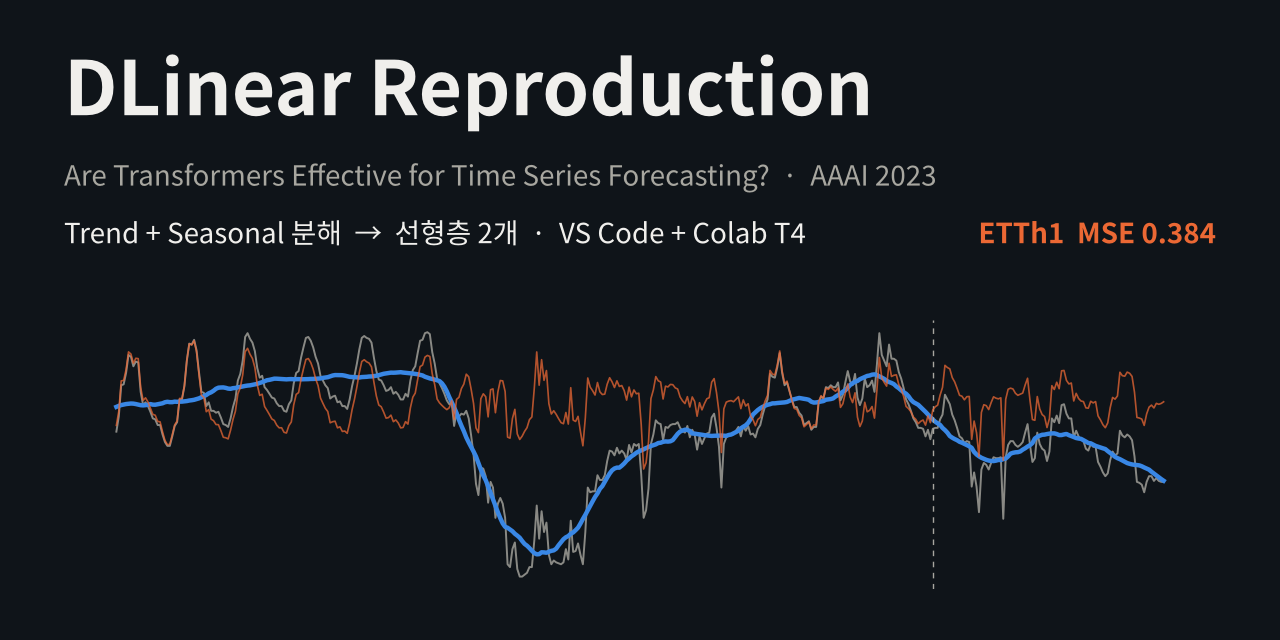 DLinear Reproduction
Are Transformers Effective for Time Series Forecasting? · AAAI 2023
Trend + Seasonal 분해 → 선형층 2개 · VS Code + Colab T4
ETTh1 MSE 0.384